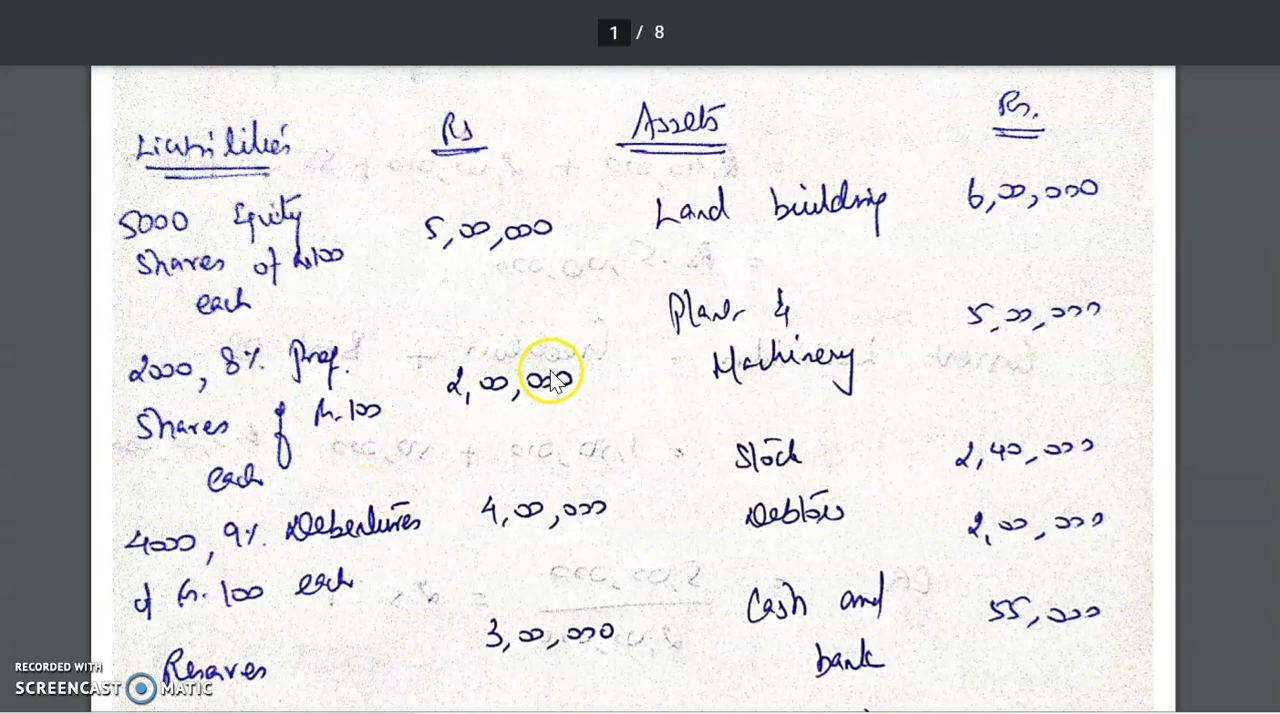 1 / 8
Liabilities Rs Assets Rs.
5000 Equity 5,00,000 Land building 6,00,000
Shares of Rs.100
each
Plant & 5,00,000
2000, 8% Pref. 2,00,000 Machinery
Shares of Rs.100
each
Stock 2,40,000
4000, 9% Debentures 4,00,000 Debtors 2,00,000
of Rs.100 each
Cash and 55,000
3,00,000
Reserves bank
RECORDED WITH
SCREENCAST MATIC